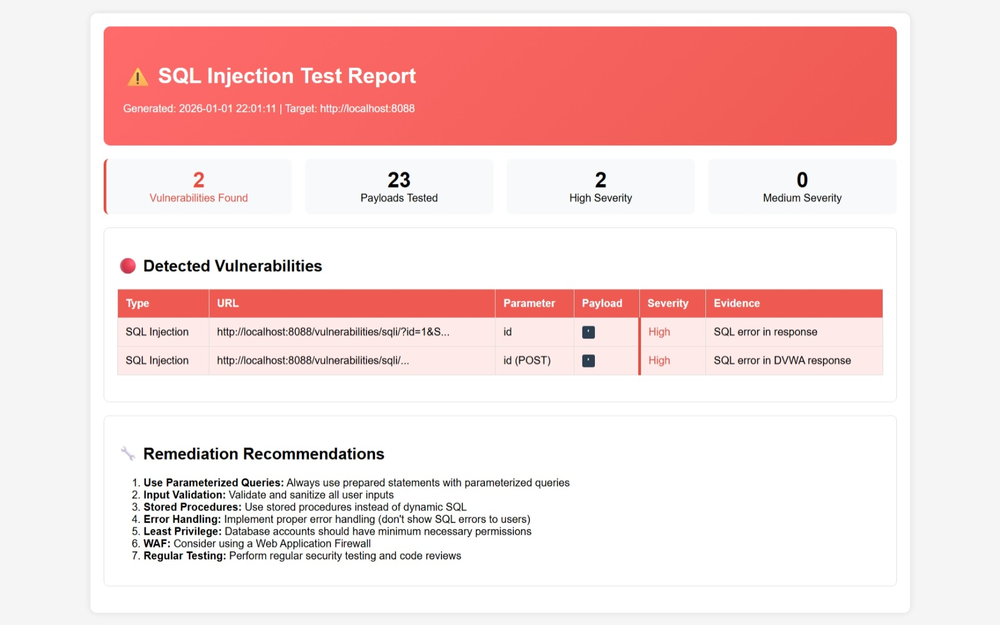 ⚠️ SQL Injection Test Report
Generated: 2026-01-01 22:01:11 | Target: http://localhost:8088
2
Vulnerabilities Found
23
Payloads Tested
2
High Severity
0
Medium Severity
🔴 Detected Vulnerabilities
Type URL Parameter Payload Severity Evidence
SQL Injection http://localhost:8088/vulnerabilities/sqli/?id=1&S... id ' High SQL error in response
SQL Injection http://localhost:8088/vulnerabilities/sqli/... id (POST) ' High SQL error in DVWA response
🔧 Remediation Recommendations
1. Use Parameterized Queries: Always use prepared statements with parameterized queries
2. Input Validation: Validate and sanitize all user inputs
3. Stored Procedures: Use stored procedures instead of dynamic SQL
4. Error Handling: Implement proper error handling (don't show SQL errors to users)
5. Least Privilege: Database accounts should have minimum necessary permissions
6. WAF: Consider using a Web Application Firewall
7. Regular Testing: Perform regular security testing and code reviews